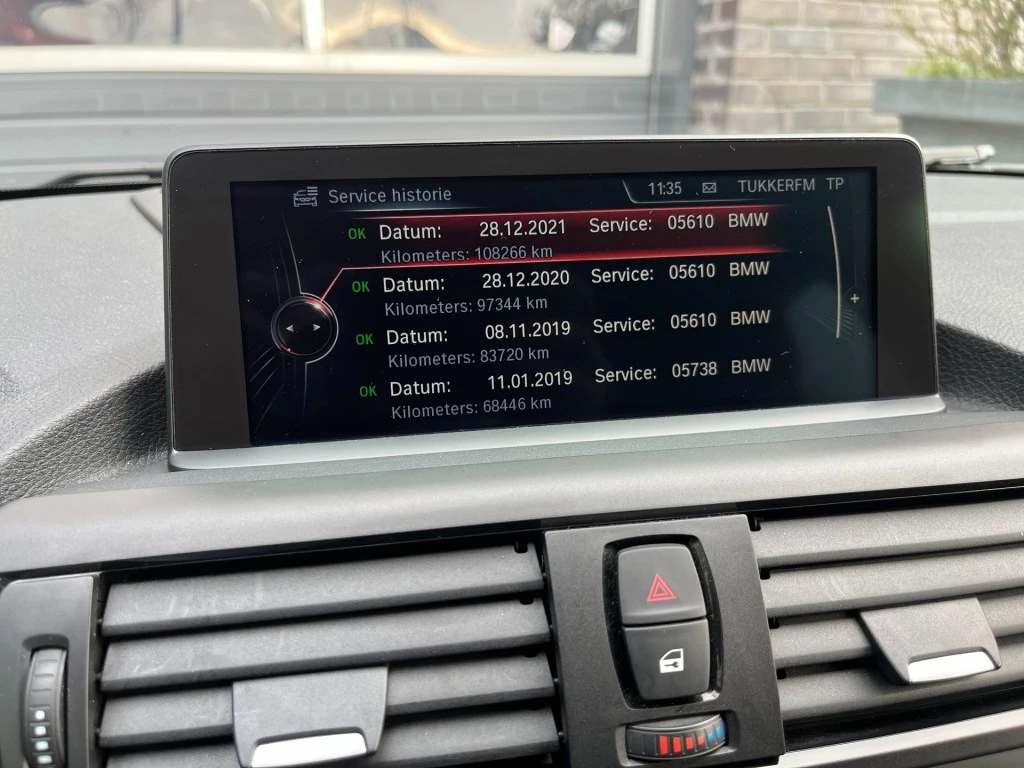 Service historie 11:35 TUKKERFM TP
OK Datum: 28.12.2021 Service: 05610 BMW
Kilometers: 108266 km
OK Datum: 28.12.2020 Service: 05610 BMW
Kilometers: 97344 km
OK Datum: 08.11.2019 Service: 05610 BMW
Kilometers: 83720 km
OK Datum: 11.01.2019 Service: 05738 BMW
Kilometers: 68446 km